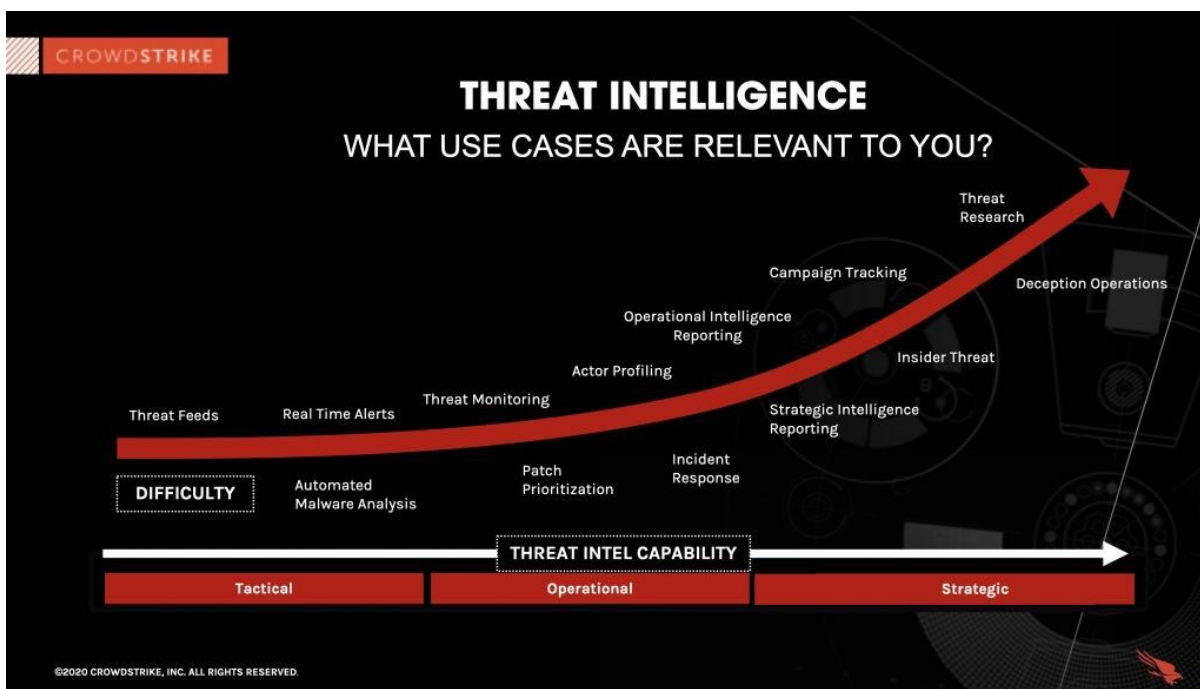 CROWDSTRIKE
THREAT INTELLIGENCE
WHAT USE CASES ARE RELEVANT TO YOU?
Threat
Research
Campaign Tracking
Deception Operations
Operational Intelligence
Reporting
Insider Threat
Actor Profiling
Threat Monitoring
Strategic Intelligence
Reporting
Threat Feeds
Real Time Alerts
Incident
Response
Patch
Prioritization
DIFFICULTY
Automated
Malware Analysis
THREAT INTEL CAPABILITY
Tactical
Operational
Strategic
©2020 CROWDSTRIKE, INC. ALL RIGHTS RESERVED.